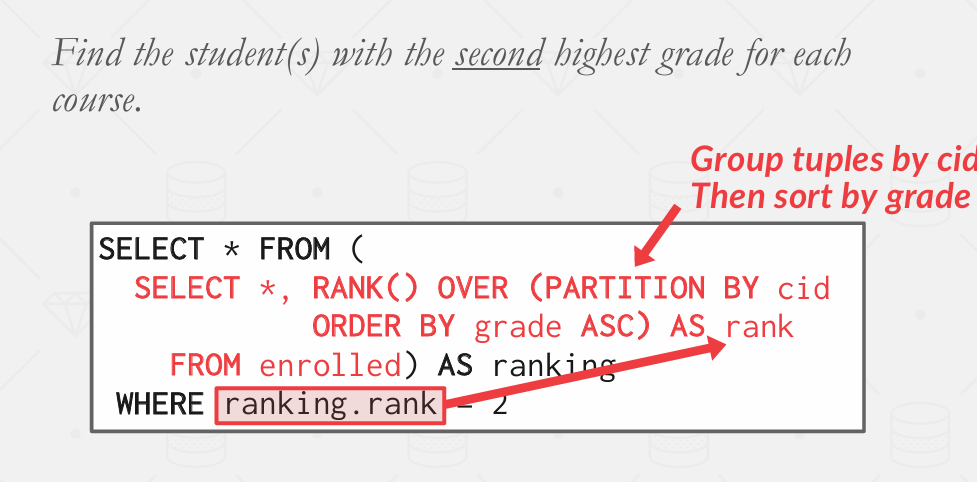 Find the student(s) with the second highest grade for each
course.
Group tuples by cid
Then sort by grade
SELECT * FROM (
SELECT *, RANK() OVER (PARTITION BY cid
ORDER BY grade ASC) AS rank
FROM enrolled) AS ranking
WHERE ranking.rank = 2